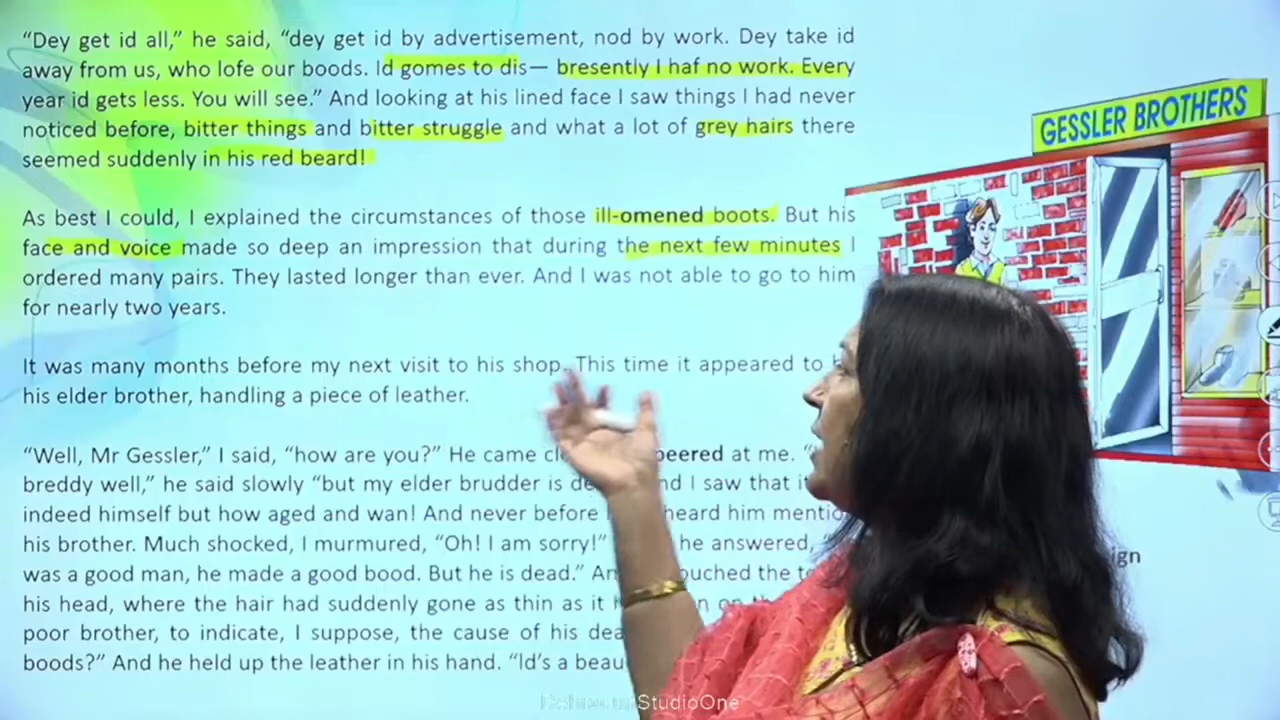 “Dey get id all,” he said, “dey get id by advertisement, nod by work. Dey take id
away from us, who lofe our boods. Id gomes to dis— bresently I haf no work. Every
year id gets less. You will see.” And looking at his lined face I saw things I had never
noticed before, bitter things and bitter struggle and what a lot of grey hairs there
seemed suddenly in his red beard!
GESSLER BROTHERS
As best I could, I explained the circumstances of those ill-omened boots. But his
face and voice made so deep an impression that during the next few minutes I
ordered many pairs. They lasted longer than ever. And I was not able to go to him
for nearly two years.
It was many months before my next visit to his shop. This time it appeared to
his elder brother, handling a piece of leather.
“Well, Mr Gessler,” I said, “how are you?” He came peered at me.
breddy well,” he said slowly “but my elder brudder is I saw that
indeed himself but how aged and wan! And never before heard him
his brother. Much shocked, I murmured, “Oh! I am sorry!” he answered,
was a good man, he made a good bood. But he is dead.” the
his head, where the hair had suddenly gone as thin as it
poor brother, to indicate, I suppose, the cause of his
boods?” And he held up the leather in his hand. “Id’s a
StudioOne